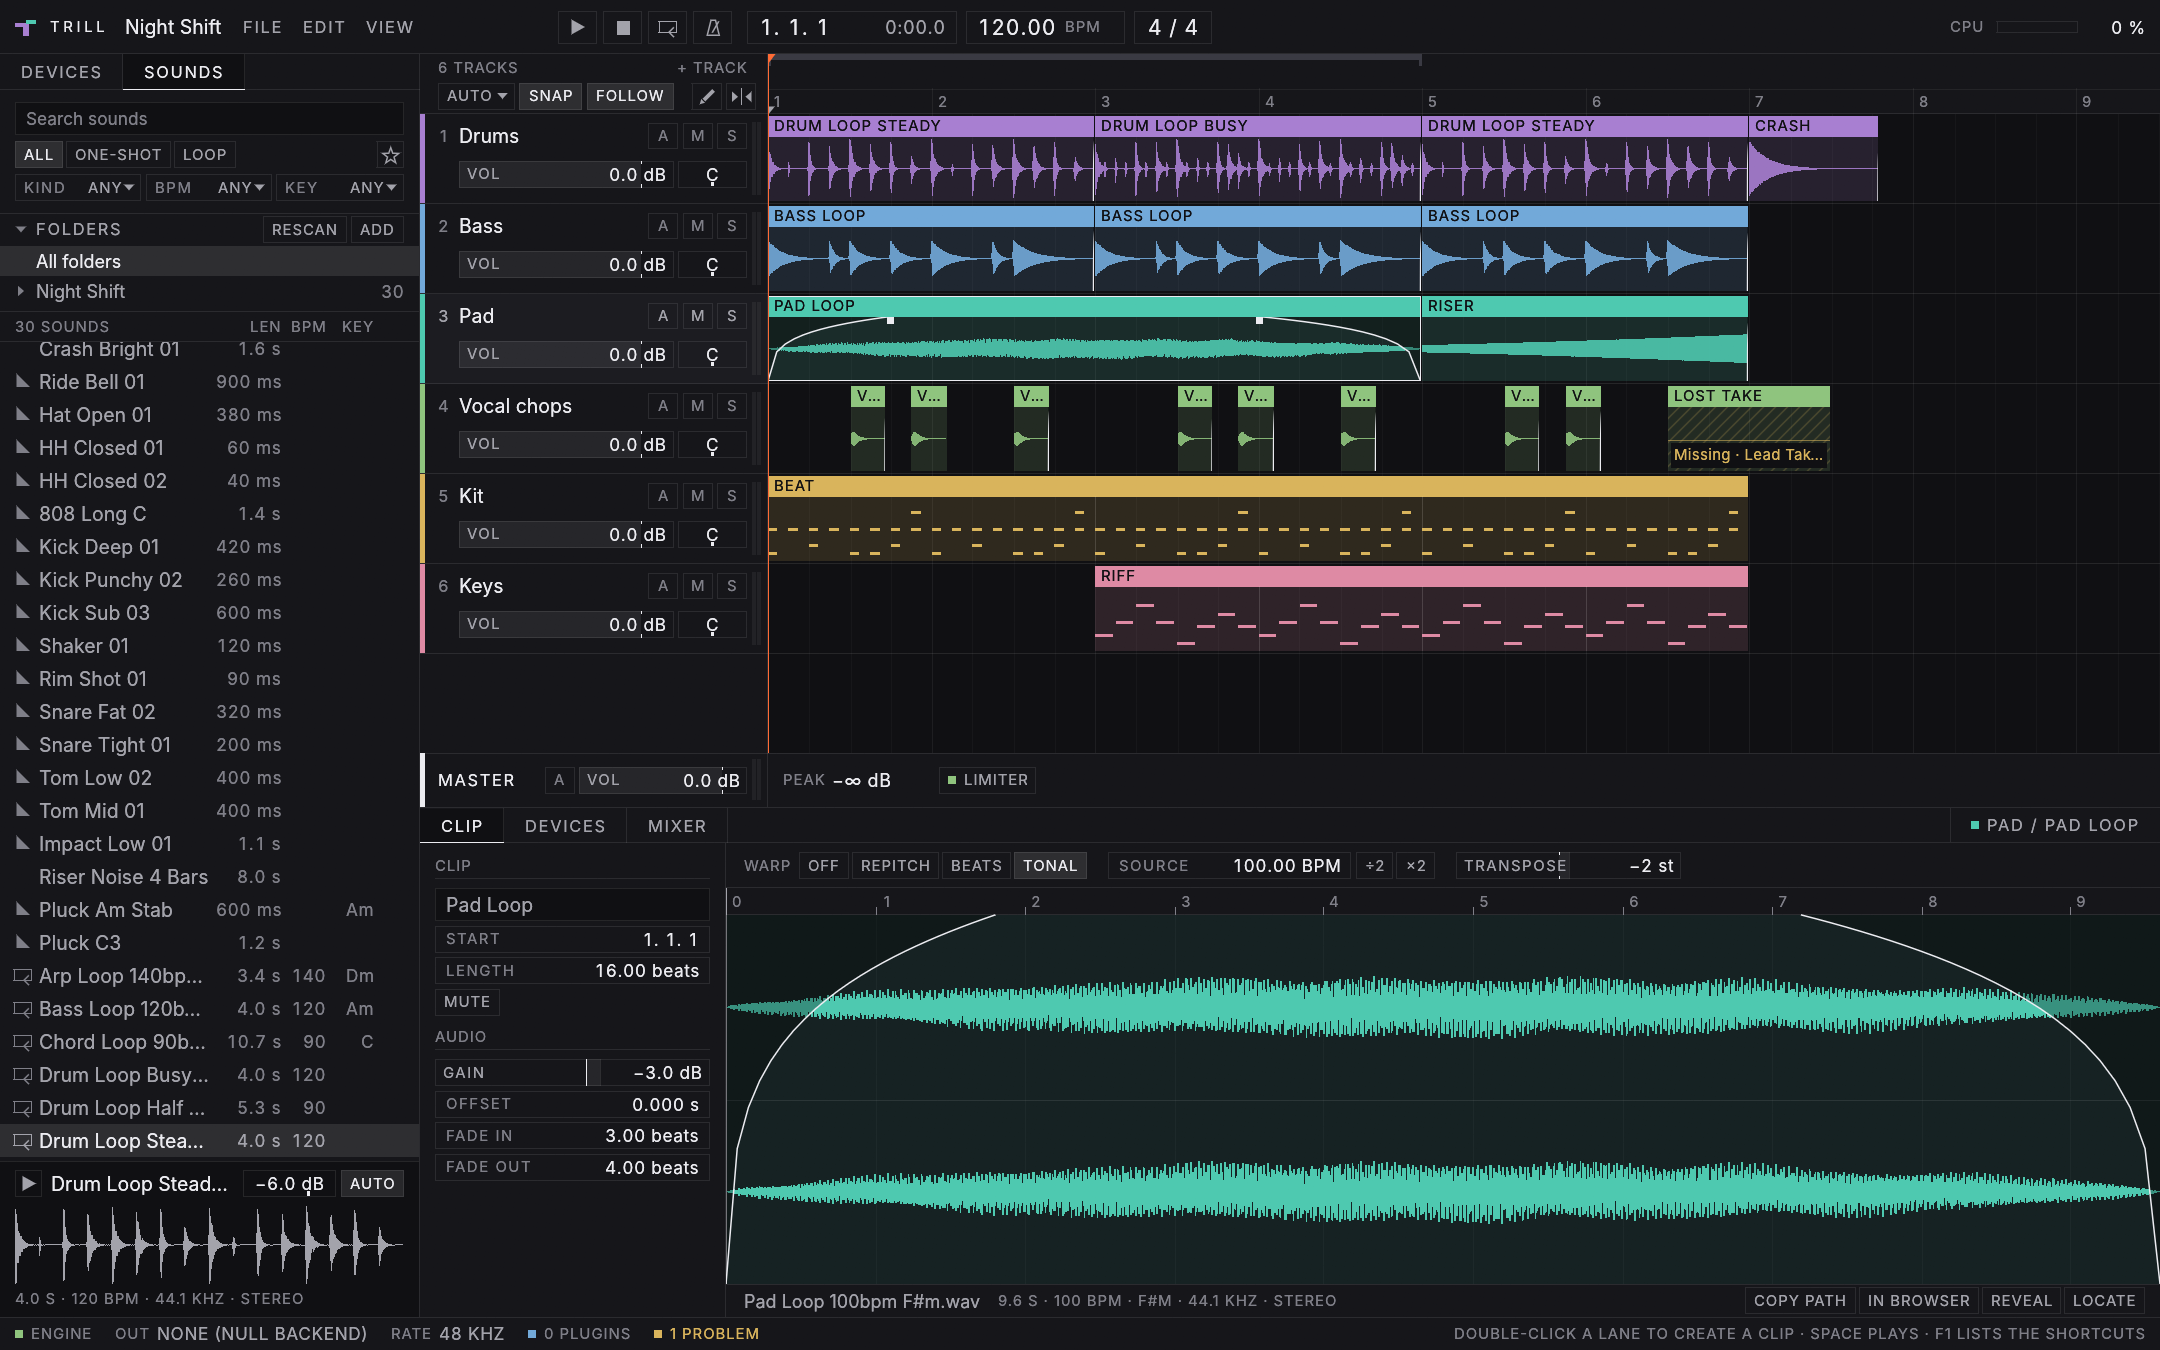 TRILL Night Shift FILE EDIT VIEW 1. 1. 1 0:00.0 120.00 BPM 4 / 4 CPU 0 %
DEVICES SOUNDS
Search sounds
ALL ONE-SHOT LOOP
KIND ANY BPM ANY KEY ANY
FOLDERS RESCAN ADD
All folders
Night Shift 30
30 SOUNDS LEN BPM KEY
Crash Bright 01 1.6 s
Ride Bell 01 900 ms
Hat Open 01 380 ms
HH Closed 01 60 ms
HH Closed 02 40 ms
808 Long C 1.4 s
Kick Deep 01 420 ms
Kick Punchy 02 260 ms
Kick Sub 03 600 ms
Shaker 01 120 ms
Rim Shot 01 90 ms
Snare Fat 02 320 ms
Snare Tight 01 200 ms
Tom Low 02 400 ms
Tom Mid 01 400 ms
Impact Low 01 1.1 s
Riser Noise 4 Bars 8.0 s
Pluck Am Stab 600 ms Am
Pluck C3 1.2 s
Arp Loop 140bp... 3.4 s 140 Dm
Bass Loop 120b... 4.0 s 120 Am
Chord Loop 90b... 10.7 s 90 C
Drum Loop Busy... 4.0 s 120
Drum Loop Half ... 5.3 s 90
Drum Loop Stea... 4.0 s 120
Drum Loop Stead... −6.0 dB AUTO
4.0 S · 120 BPM · 44.1 KHZ · STEREO
6 TRACKS + TRACK
AUTO SNAP FOLLOW
1 2 3 4 5 6 7 8 9
1 Drums A M S
VOL 0.0 dB C
DRUM LOOP STEADY DRUM LOOP BUSY DRUM LOOP STEADY CRASH
2 Bass A M S
VOL 0.0 dB C
BASS LOOP BASS LOOP BASS LOOP
3 Pad A M S
VOL 0.0 dB C
PAD LOOP RISER
4 Vocal chops A M S
VOL 0.0 dB C
V... V... V... V... V... V... V... V... LOST TAKE
Missing · Lead Tak...
5 Kit A M S
VOL 0.0 dB C
BEAT
6 Keys A M S
VOL 0.0 dB C
RIFF
MASTER A VOL 0.0 dB PEAK −∞ dB LIMITER
CLIP DEVICES MIXER PAD / PAD LOOP
CLIP
Pad Loop
START 1. 1. 1
LENGTH 16.00 beats
MUTE
AUDIO
GAIN −3.0 dB
OFFSET 0.000 s
FADE IN 3.00 beats
FADE OUT 4.00 beats
WARP OFF REPITCH BEATS TONAL SOURCE 100.00 BPM ÷2 ×2 TRANSPOSE −2 st
0 1 2 3 4 5 6 7 8 9
Pad Loop 100bpm F#m.wav 9.6 S · 100 BPM · F#M · 44.1 KHZ · STEREO COPY PATH IN BROWSER REVEAL LOCATE
ENGINE OUT NONE (NULL BACKEND) RATE 48 KHZ 0 PLUGINS 1 PROBLEM DOUBLE-CLICK A LANE TO CREATE A CLIP · SPACE PLAYS · F1 LISTS THE SHORTCUTS